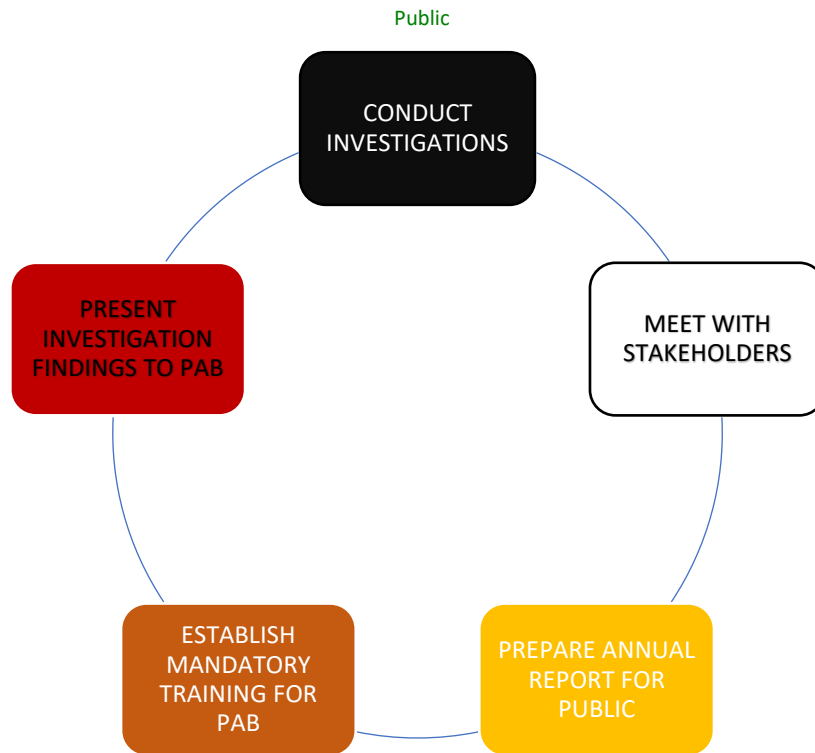 Public
CONDUCT
INVESTIGATIONS
MEET WITH
STAKEHOLDERS
PREPARE ANNUAL
REPORT FOR
PUBLIC
ESTABLISH
MANDATORY
TRAINING FOR
PAB
PRESENT
INVESTIGATION
FINDINGS TO PAB